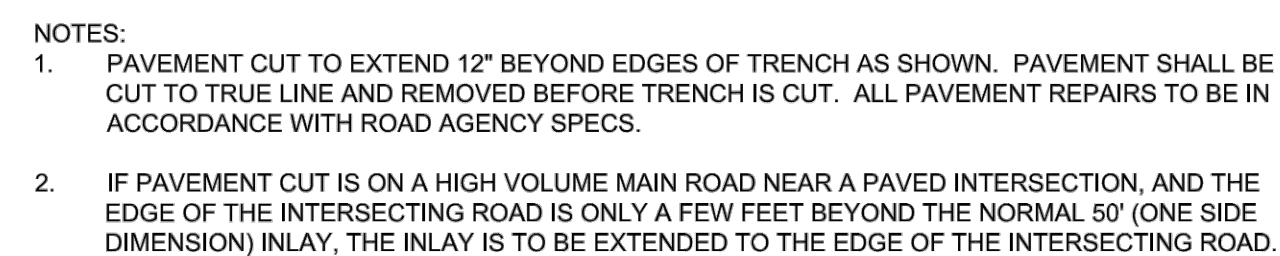 NOTES:
1. PAVEMENT CUT TO EXTEND 12" BEYOND EDGES OF TRENCH AS SHOWN. PAVEMENT SHALL BE
CUT TO TRUE LINE AND REMOVED BEFORE TRENCH IS CUT. ALL PAVEMENT REPAIRS TO BE IN
ACCORDANCE WITH ROAD AGENCY SPECS.
2. IF PAVEMENT CUT IS ON A HIGH VOLUME MAIN ROAD NEAR A PAVED INTERSECTION, AND THE
EDGE OF THE INTERSECTING ROAD IS ONLY A FEW FEET BEYOND THE NORMAL 50' (ONE SIDE
DIMENSION) INLAY, THE INLAY IS TO BE EXTENDED TO THE EDGE OF THE INTERSECTING ROAD.